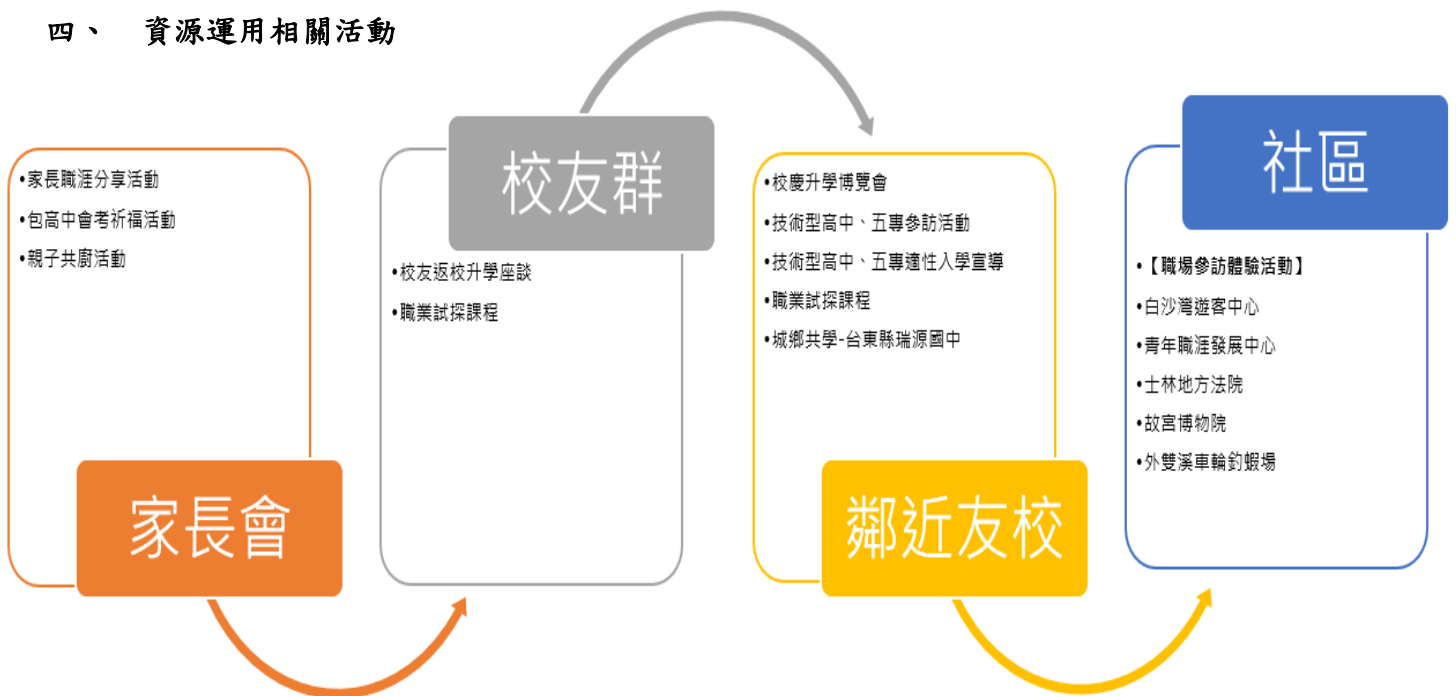 四、 資源運用相關活動
•家長職涯分享活動
•包高中會考祈福活動
•親子共廚活動
家長會
校友群
•校友返校升學座談
•職業試探課程
•校慶升學博覽會
•技術型高中、五專參訪活動
•技術型高中、五專適性入學宣導
•職業試探課程
•城鄉共學-台東縣瑞源國中
鄰近友校
社區
•【職場參訪體驗活動】
•白沙灣遊客中心
•青年職涯發展中心
•士林地方法院
•故宮博物院
•外雙溪車輪釣蝦場